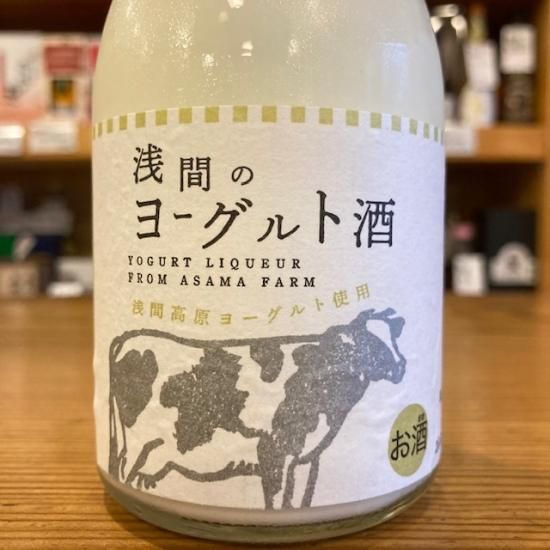 浅間の
ヨーグルト酒
YOGURT LIQUEUR
FROM ASAMA FARM
浅間高原ヨーグルト使用
お酒